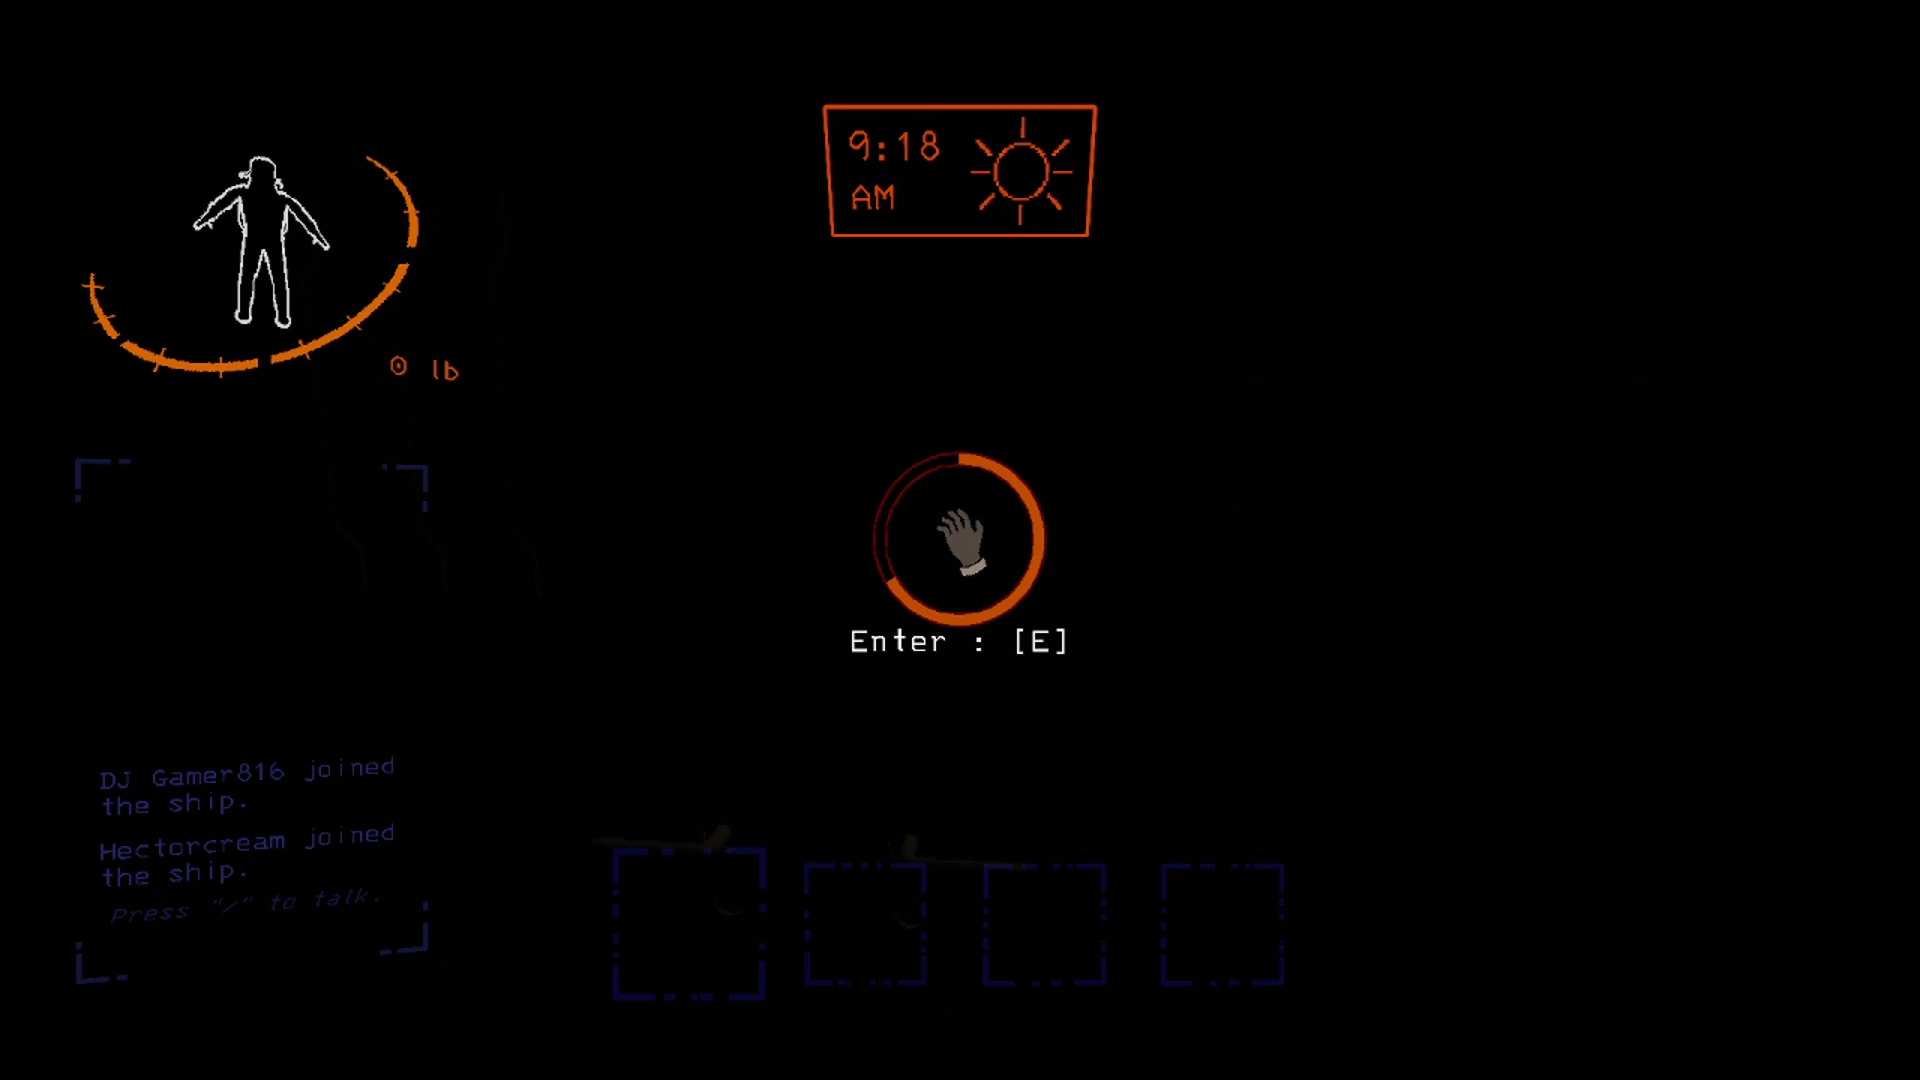 9:18
AM
0 lb
Enter : [E]
DJ Gamer816 joined
the ship.
Hectorcream joined
the ship.
Press "/" to talk.